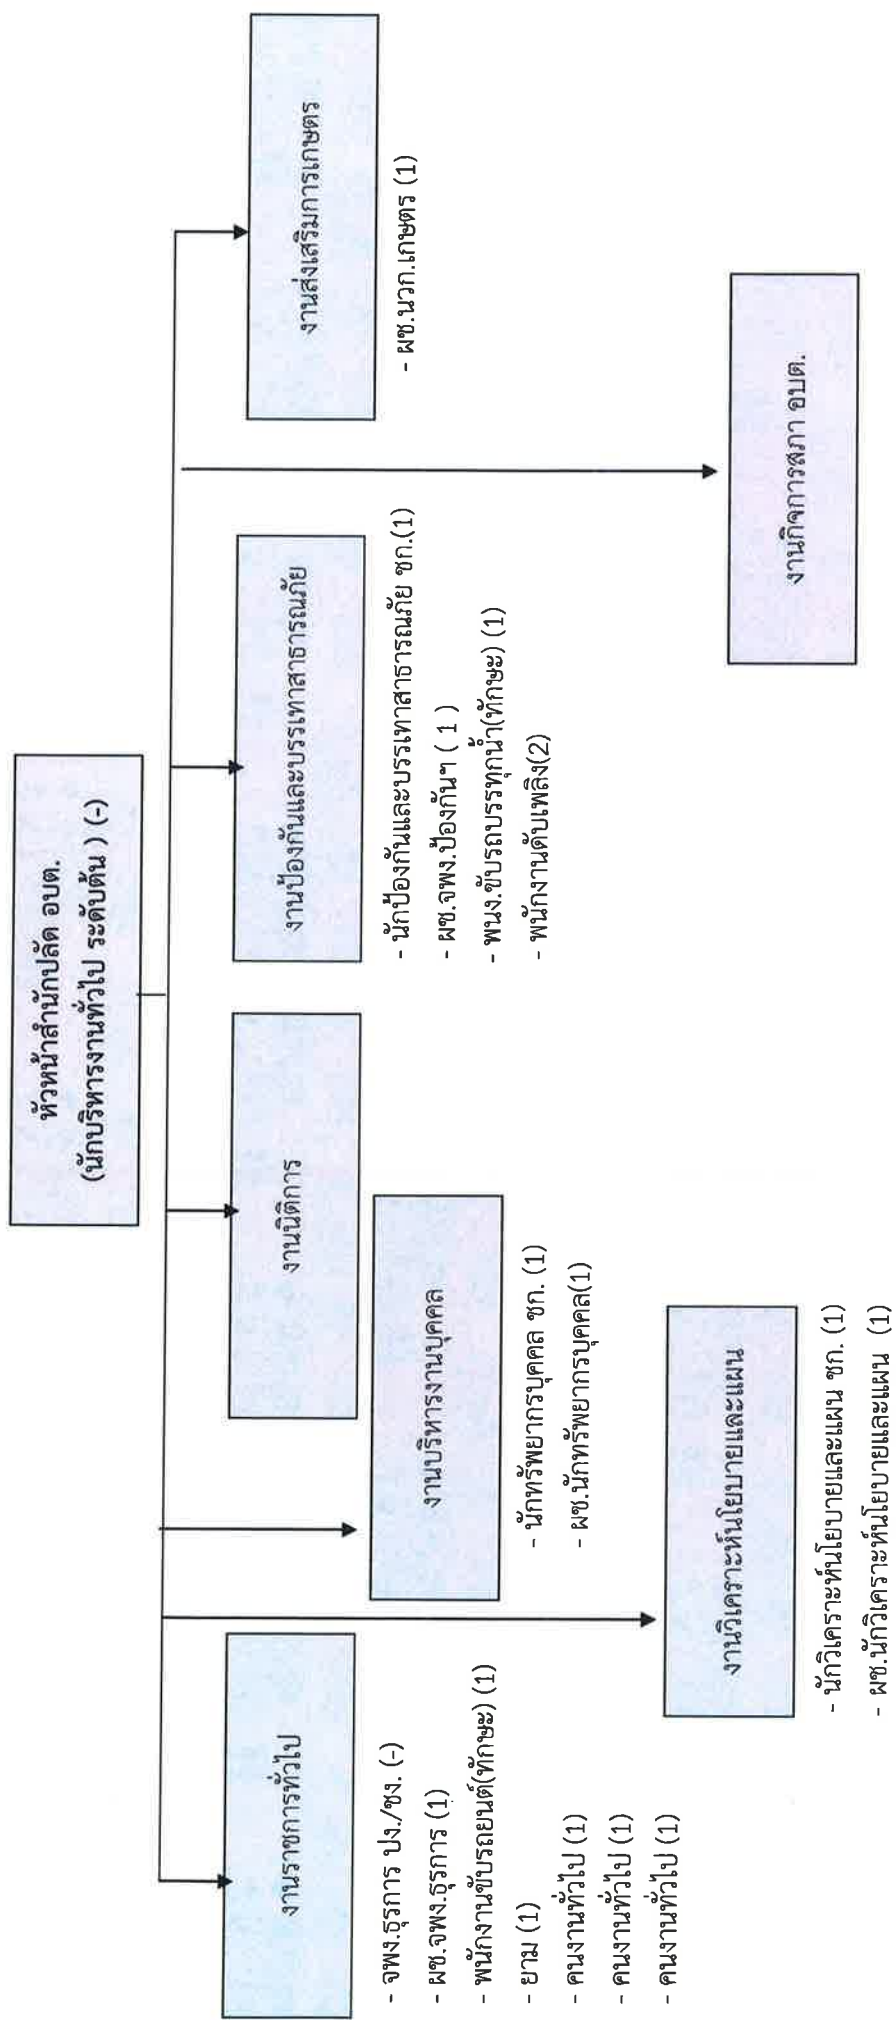 หัวหน้าสำนักปลัด อบต.
(นักบริหารงานทั่วไป ระดับต้น ) (-)
งานราชการทั่วไป
- จพง.ธุรการ ปง./ชง. (-)
- ผช.จพง.ธุรการ (1)
- พนักงานขับรถยนต์(ทักษะ) (1)
- ยาม (1)
- คนงานทั่วไป (1)
- คนงานทั่วไป (1)
- คนงานทั่วไป (1)
งานวิเคราะห์นโยบายและแผน
- นักวิเคราะห์นโยบายและแผน ชก. (1)
- ผช.นักวิเคราะห์นโยบายและแผน (1)
งานบริหารงานบุคคล
- นักทรัพยากรบุคคล ชก. (1)
- ผช.นักทรัพยากรบุคคล(1)
งานนิติการ
งานป้องกันและบรรเทาสาธารณภัย
- นักป้องกันและบรรเทาสาธารณภัย ชก.(1)
- ผช.จพง.ป้องกันฯ ( 1 )
- พนง.ขับรถบรรทุกน้ำ(ทักษะ) (1)
- พนักงานดับเพลิง(2)
งานกิจการสภา อบต.
งานส่งเสริมการเกษตร
- ผช.นวก.เกษตร (1)